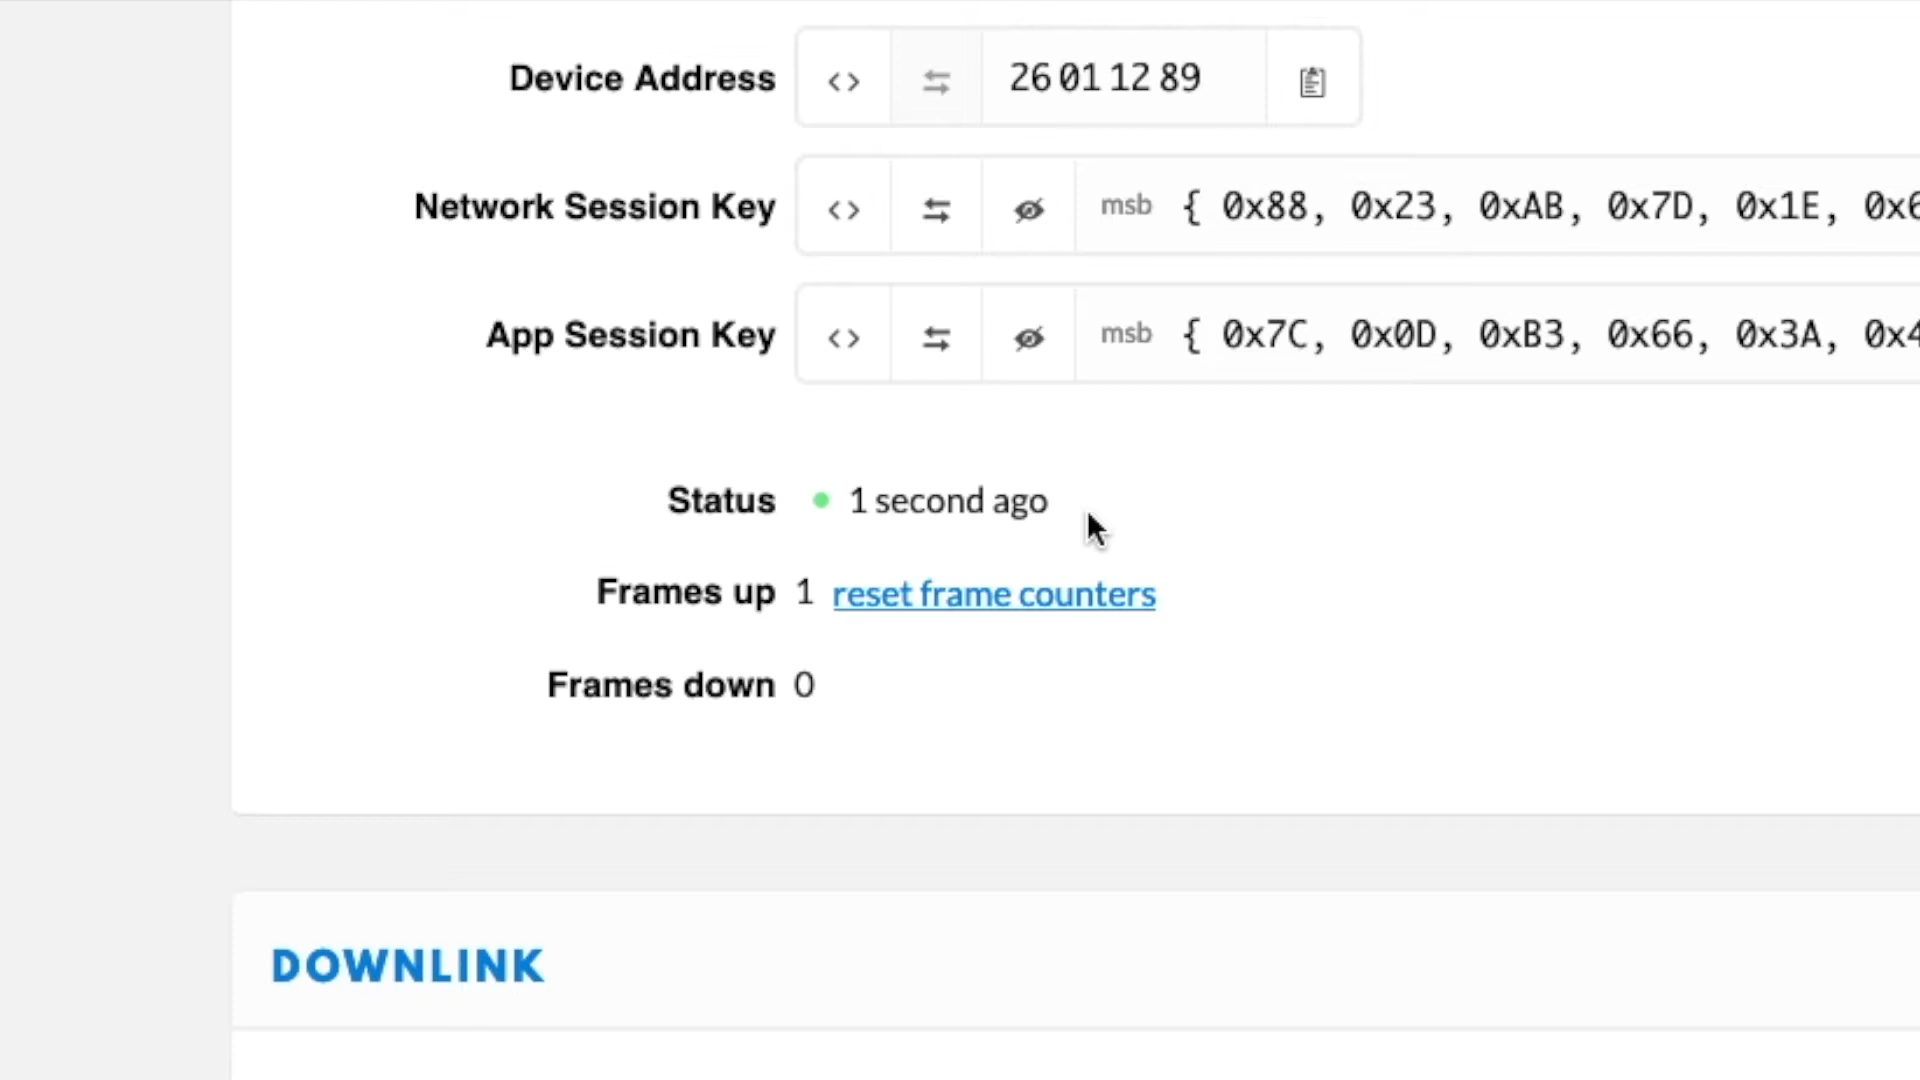 Device Address <> 26 01 12 89
Network Session Key <> msb { 0x88, 0x23, 0xAB, 0x7D, 0x1E,
App Session Key <> msb { 0x7C, 0x0D, 0xB3, 0x66, 0x3A,
Status 1 second ago
Frames up 1 reset frame counters
Frames down 0
DOWNLINK